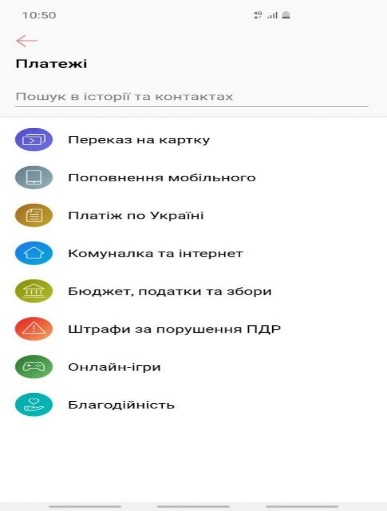 10:50
Платежі
Пошук в історії та контактах
Переказ на картку
Поповнення мобільного
Платіж по Україні
Комуналка та інтернет
Бюджет, податки та збори
Штрафи за порушення ПДР
Онлайн-ігри
Благодійність